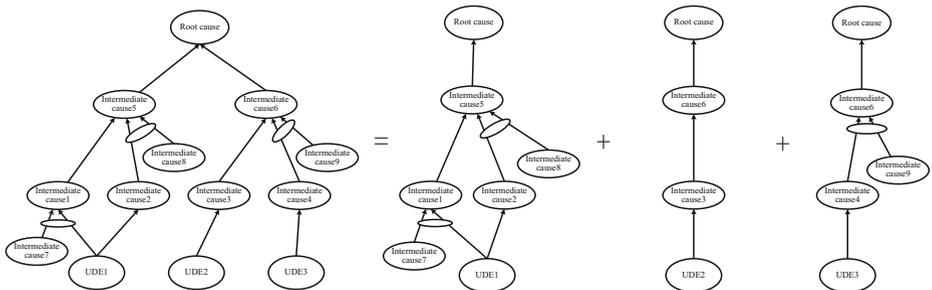 Root cause
Intermediate
cause5
Intermediate
cause6
Intermediate
cause8
Intermediate
cause9
Intermediate
cause1
Intermediate
cause2
Intermediate
cause3
Intermediate
cause4
Intermediate
cause7
UDE1
UDE2
UDE3
=
Root cause
Intermediate
cause5
Intermediate
cause8
Intermediate
cause1
Intermediate
cause2
Intermediate
cause7
UDE1
+
Root cause
Intermediate
cause6
Intermediate
cause3
UDE2
+
Root cause
Intermediate
cause6
Intermediate
cause9
Intermediate
cause4
UDE3